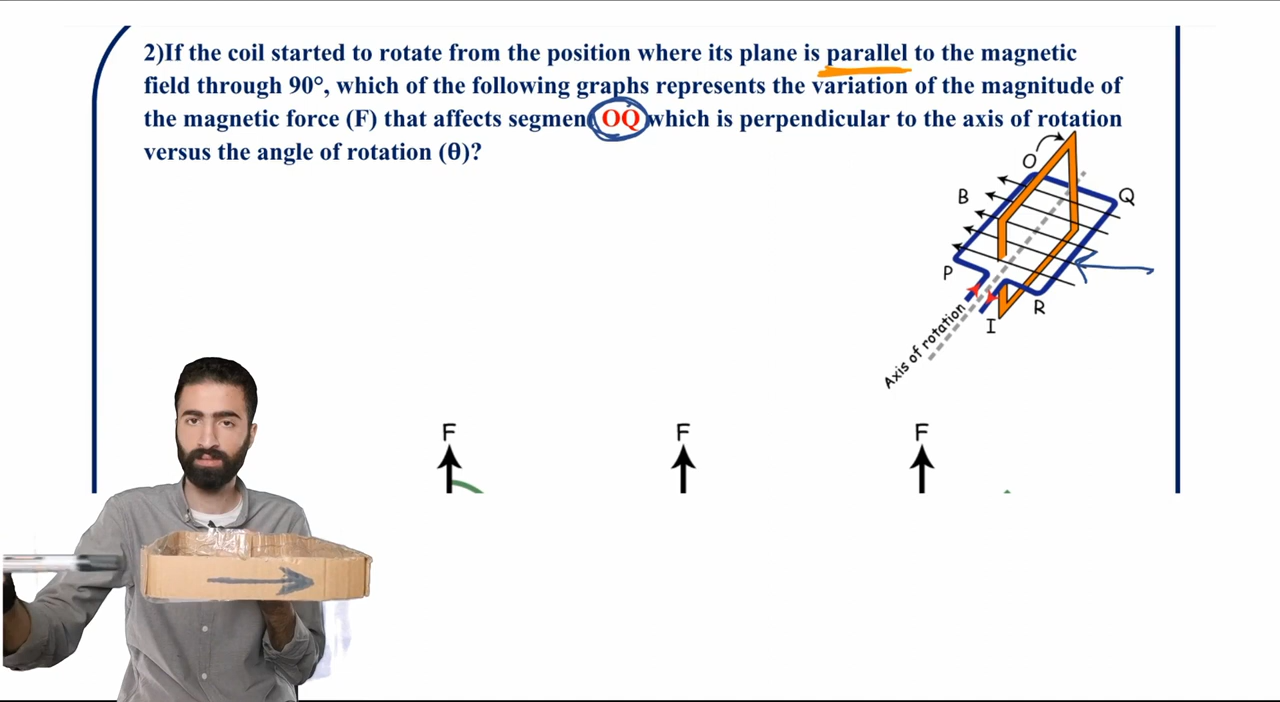 2)If the coil started to rotate from the position where its plane is parallel to the magnetic
field through 90°, which of the following graphs represents the variation of the magnitude of
the magnetic force (F) that affects segmen OQ which is perpendicular to the axis of rotation
versus the angle of rotation (θ)?
O
B
Q
P
R
I
Axis of rotation
F
F
F